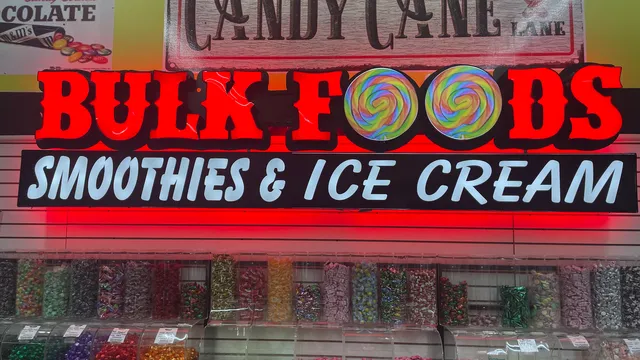 COLATE
CANDY CANE
LANE
BULK FOODS
SMOOTHIES & ICE CREAM